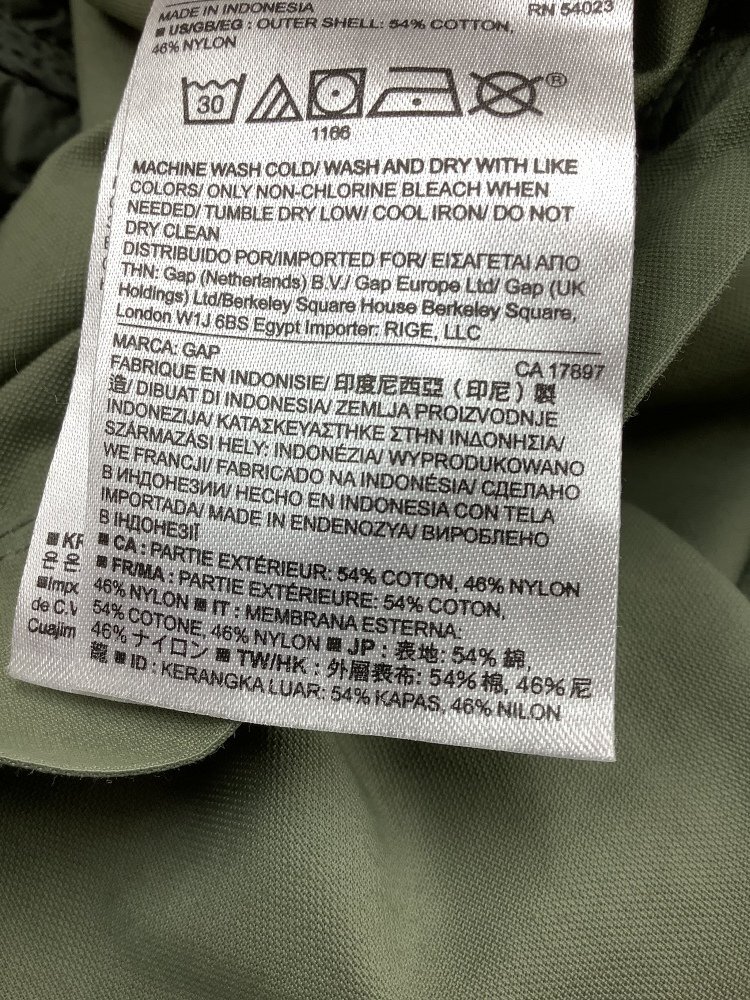 MADE IN INDONESIA RN 54023
■ US/GB/EG : OUTER SHELL: 54% COTTON,
46% NYLON
30 ®
1166
MACHINE WASH COLD/ WASH AND DRY WITH LIKE
COLORS/ ONLY NON-CHLORINE BLEACH WHEN
NEEDED/ TUMBLE DRY LOW/ COOL IRON/ DO NOT
DRY CLEAN
DISTRIBUIDO POR/IMPORTED FOR/ ΕΙΣΑΓΕΤΑΙ ΑΠΟ
ΤΗΝ: Gap (Netherlands) B.V./ Gap Europe Ltd/ Gap (UK
Holdings) Ltd/Berkeley Square House Berkeley Square,
London W1J 6BS Egypt Importer: RIGE, LLC
MARCA: GAP CA 17897
FABRIQUE EN INDONISIE/ 印度尼西亞（印尼）製
造/ DIBUAT DI INDONESIA/ ZEMLJA PROIZVODNJE
INDONEZIJA/ ΚΑΤΑΣΚΕΥΑΣΤΗΚΕ ΣΤΗΝ ΙΝΔΟΝΗΣΙΑ/
SZÁRMAZÁSI HELY: INDONÉZIA/ WYPRODUKOWANO
WE FRANCJI/ FABRICADO NA INDONÉSIA/ СДЕЛАНО
В ИНДОНЕЗИИ/ HECHO EN INDONESIA CON TELA
IMPORTADA/ MADE IN ENDENOZYA/ ВИРОБЛЕНО
В ІНДОНЕЗІЇ
■ CA : PARTIE EXTÉRIEUR: 54% COTON, 46% NYLON
■ FR/MA : PARTIE EXTÉRIEURE: 54% COTON,
46% NYLON ■ IT : MEMBRANA ESTERNA:
54% COTONE, 46% NYLON ■ JP : 表地: 54% 綿,
46% ナイロン ■ TW/HK : 外層表布: 54% 棉, 46% 尼
龍 ■ ID : KERANGKA LUAR: 54% KAPAS, 46% NILON
■ KF
은 은
■Impo
de C.V
Cuajim